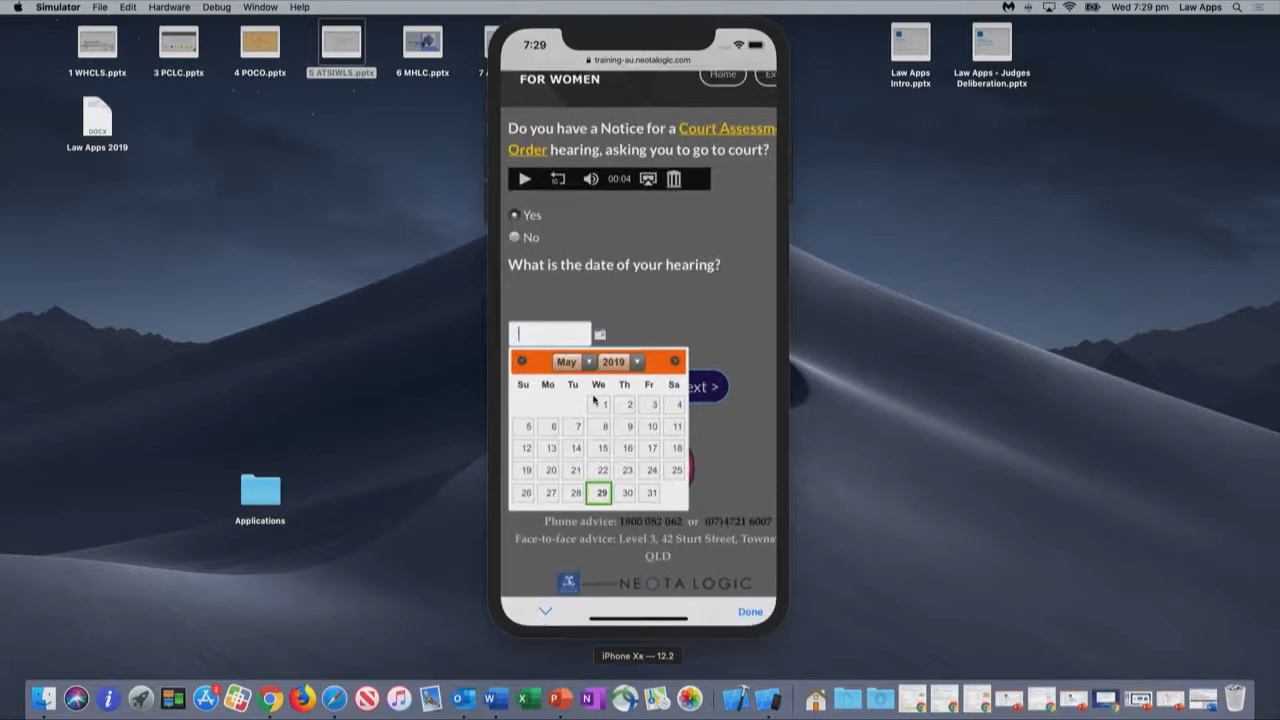 Simulator File Edit Hardware Debug Window Help
Wed 7:29 pm Law Apps
1 WHCLS.pptx
3 PCLC.pptx
4 POCO.pptx
5 ATSIWLS.pptx
6 MHLC.pptx
7
Law Apps Intro.pptx
Law Apps - Judges Deliberation.pptx
DOCX
Law Apps 2019
Applications
7:29
training-au.neotalogic.com
FOR WOMEN
Home
Ex
Do you have a Notice for a Court Assessm
Order hearing, asking you to go to court?
10
00:04
Yes
No
What is the date of your hearing?
May 2019
Su Mo Tu We Th Fr Sa
1 2 3 4
5 6 7 8 9 10 11
12 13 14 15 16 17 18
19 20 21 22 23 24 25
26 27 28 29 30 31
ext >
Phone advice: 1800 082 062 or (07)4721 6007
Face-to-face advice: Level 3, 42 Sturt Street, Towns
QLD
NEOTA LOGIC
Done
iPhone Xʀ — 12.2